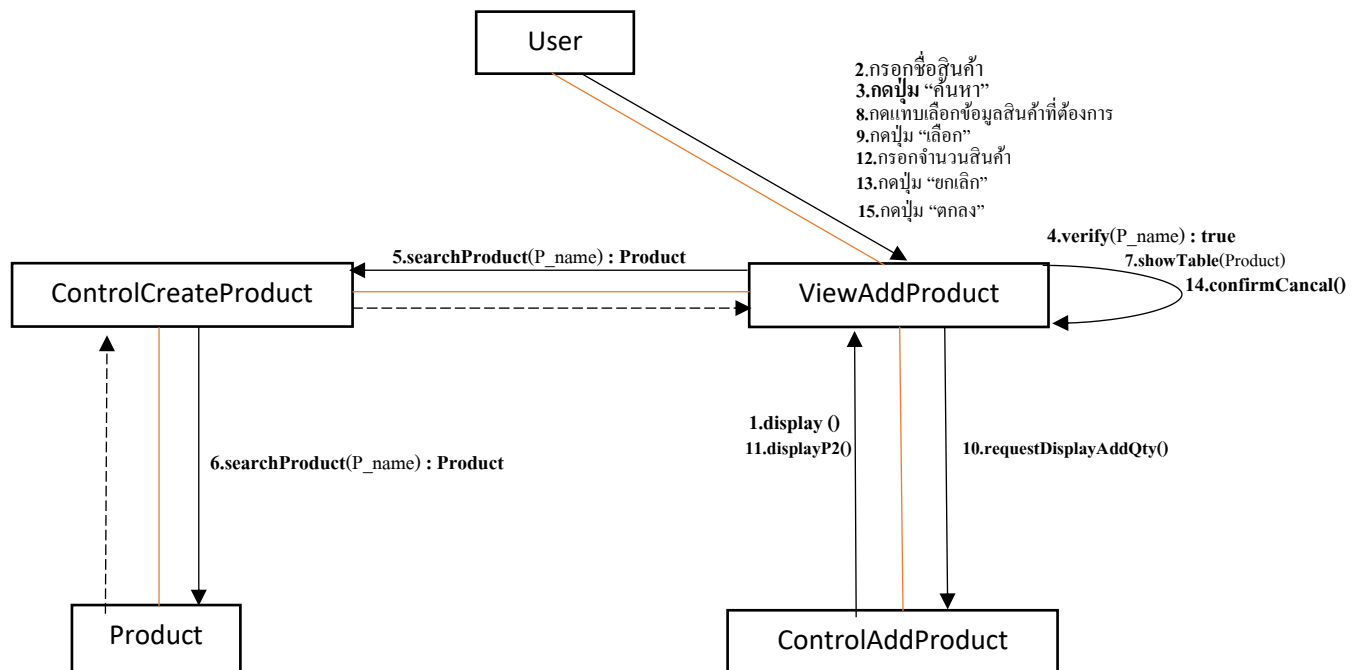 User
2.กรอกชื่อสินค้า
3.กดปุ่ม “ค้นหา”
8.กดแทบเลือกข้อมูลสินค้าที่ต้องการ
9.กดปุ่ม “เลือก”
12.กรอกจำนวนสินค้า
13.กดปุ่ม “ยกเลิก”
15.กดปุ่ม “ตกลง”
4.verify(P_name) : true
7.showTable(Product)
14.confirmCancal()
5.searchProduct(P_name) : Product
ControlCreateProduct
ViewAddProduct
1.display ()
11.displayP2()
10.requestDisplayAddQty()
6.searchProduct(P_name) : Product
Product
ControlAddProduct